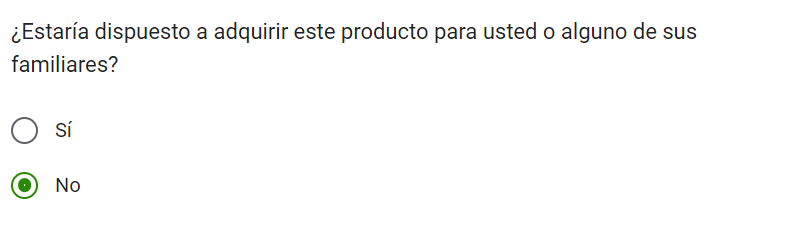 ¿Estaría dispuesto a adquirir este producto para usted o alguno de sus
familiares?
Sí
No